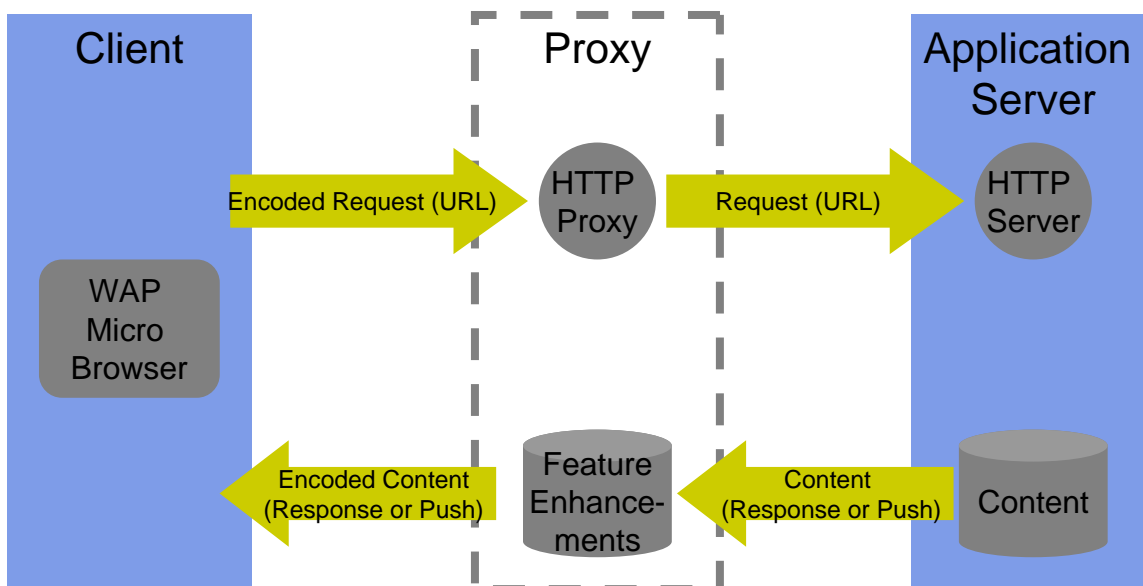 Client
Proxy
Application
Server
Encoded Request (URL)
HTTP
Proxy
Request (URL)
HTTP
Server
WAP
Micro
Browser
Encoded Content
(Response or Push)
Feature
Enhance-
ments
Content
(Response or Push)
Content